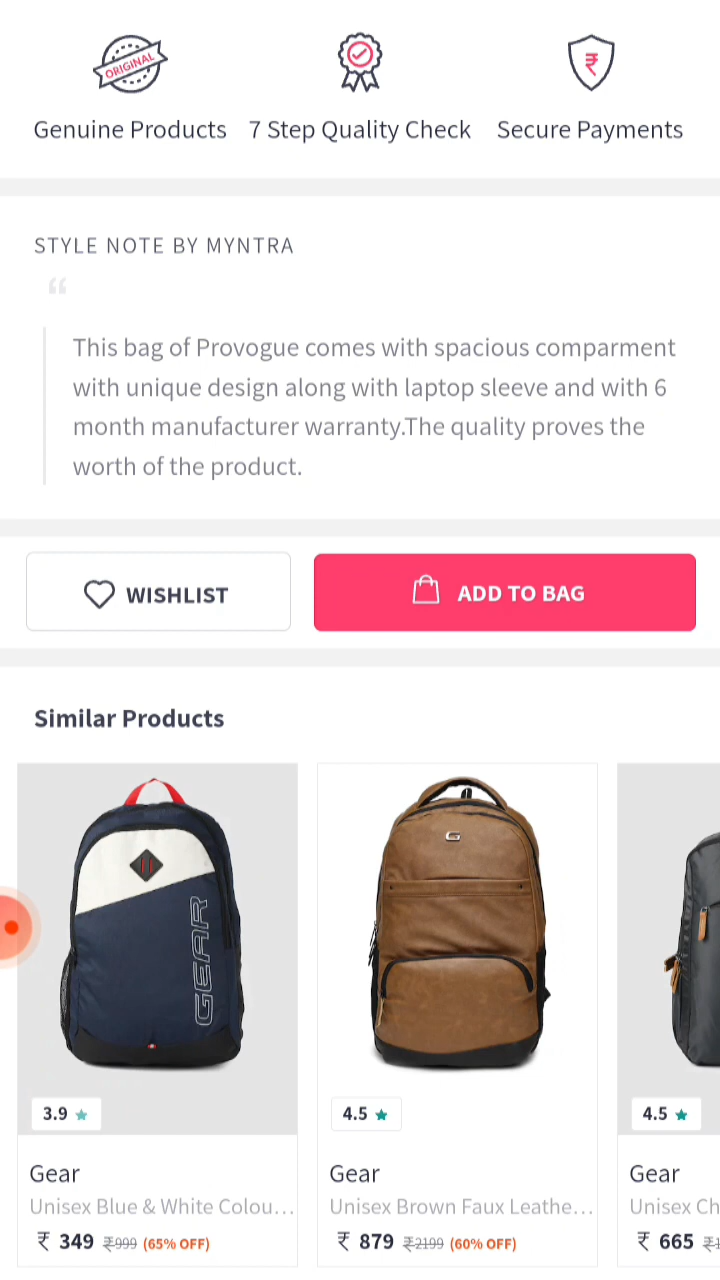 ORIGINAL
Genuine Products 7 Step Quality Check Secure Payments
STYLE NOTE BY MYNTRA
“
This bag of Provogue comes with spacious comparment
with unique design along with laptop sleeve and with 6
month manufacturer warranty.The quality proves the
worth of the product.
WISHLIST ADD TO BAG
Similar Products
GEAR
3.9 ★ 4.5 ★ 4.5 ★
Gear Gear Gear
Unisex Blue & White Colou... Unisex Brown Faux Leathe... Unisex Ch
₹ 349 ₹999 (65% OFF) ₹ 879 ₹2199 (60% OFF) ₹ 665 ₹1